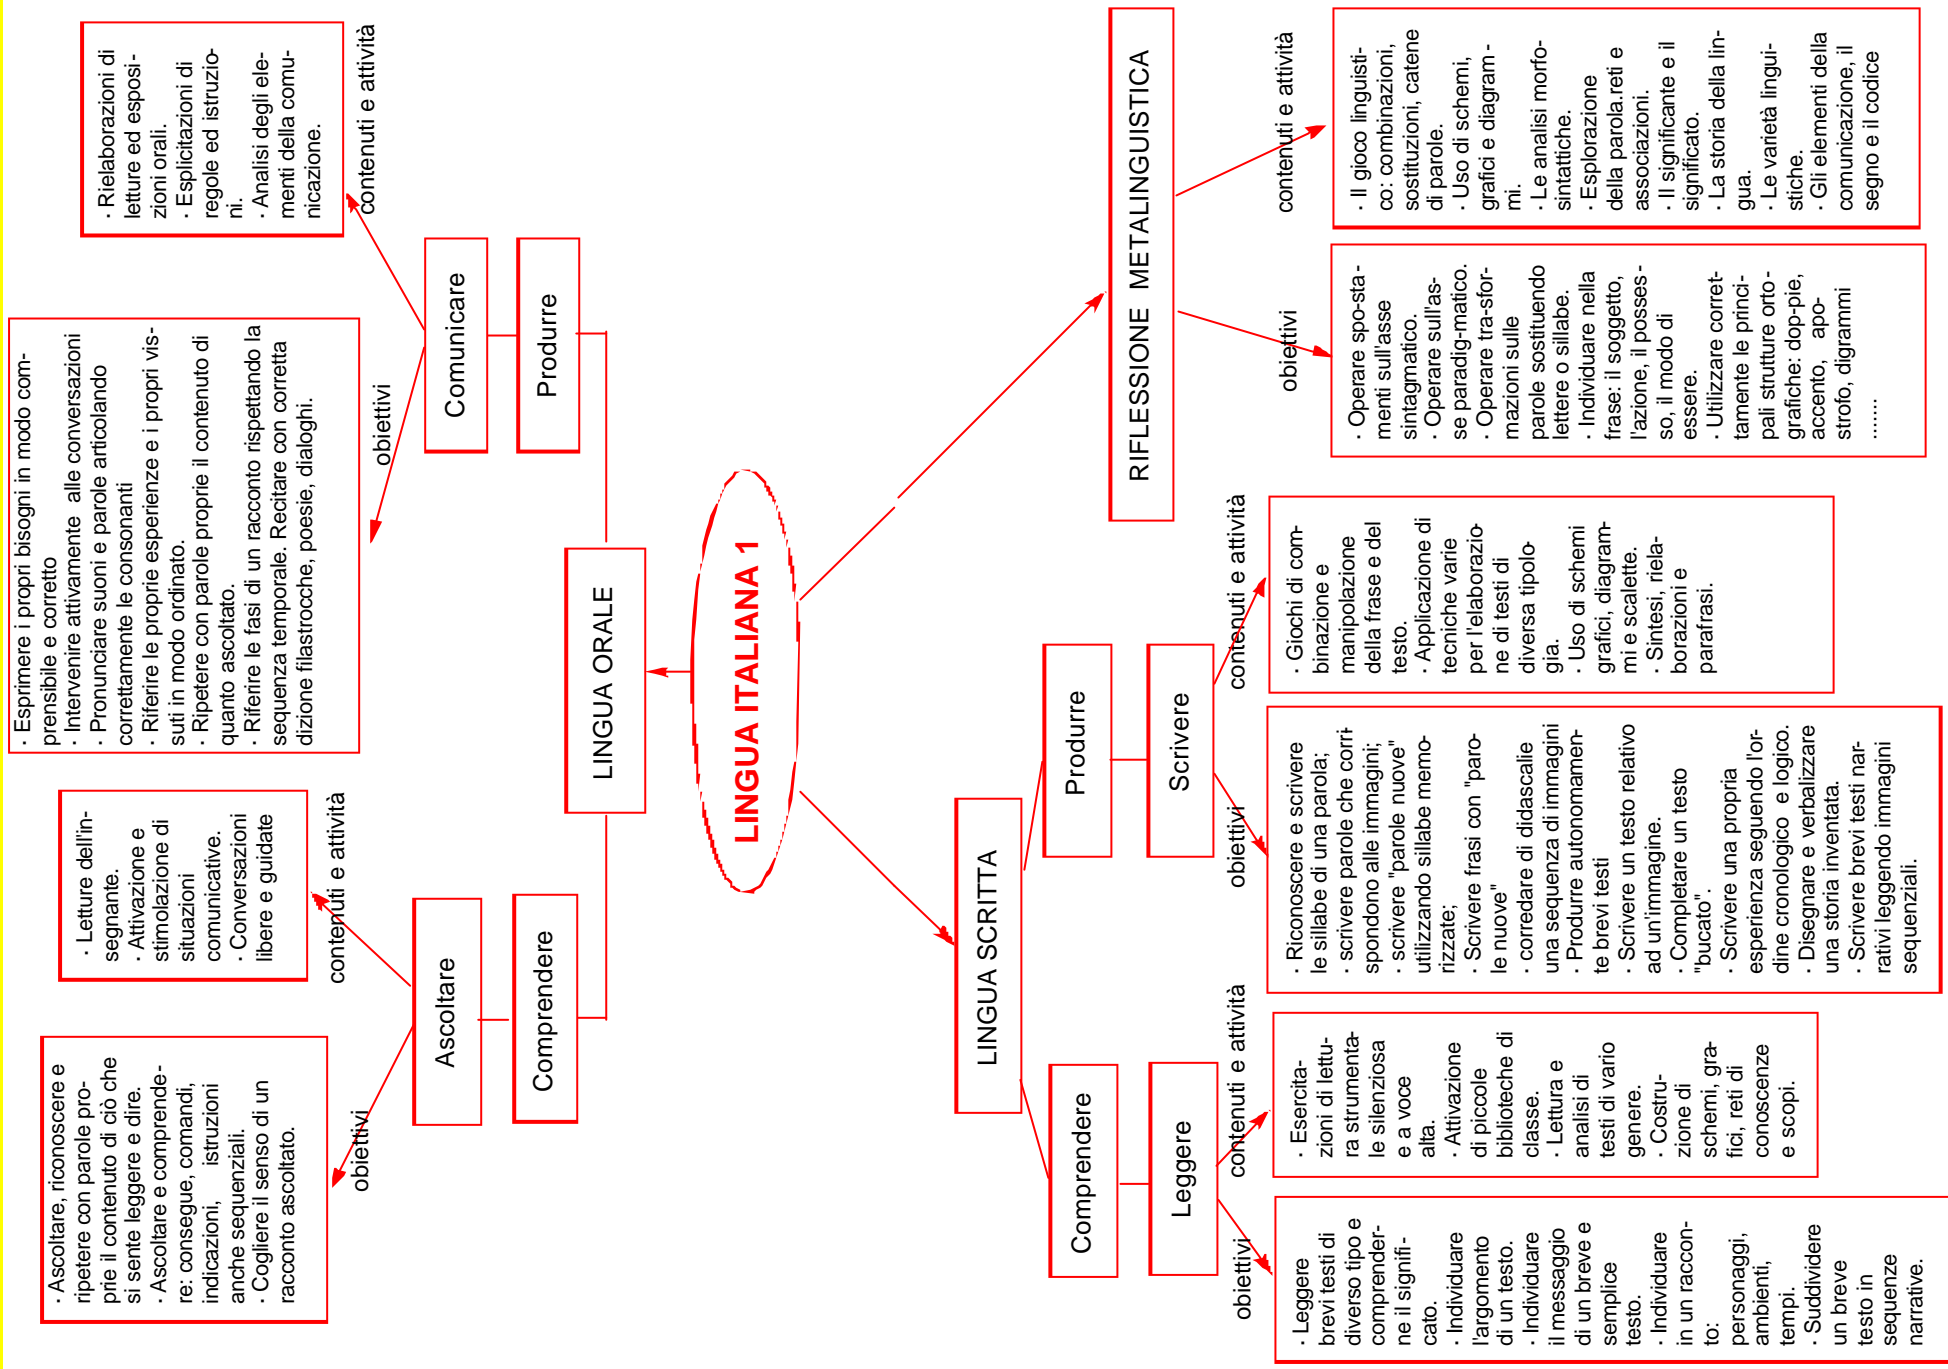 · Ascoltare, riconoscere e
ripetere con parole pro-
prie il contenuto di ciò che
si sente leggere e dire.
· Ascoltare e comprende-
re: consegue, comandi,
indicazioni, istruzioni
anche sequenziali.
· Cogliere il senso di un
racconto ascoltato.
obiettivi
· Letture dell'in-
segnante.
· Attivazione e
stimolazione di
situazioni
comunicative.
· Conversazioni
libere e guidate
contenuti e attività
Ascoltare
Comprendere
· Esprimere i propri bisogni in modo com-
prensibile e corretto
· Intervenire attivamente alle conversazioni
· Pronunciare suoni e parole articolando
correttamente le consonanti
· Riferire le proprie esperienze e i propri vis-
suti in modo ordinato.
· Ripetere con parole proprie il contenuto di
quanto ascoltato.
· Riferire le fasi di un racconto rispettando la
sequenza temporale. Recitare con corretta
dizione filastrocche, poesie, dialoghi.
obiettivi
· Rielaborazioni di
letture ed esposi-
zioni orali.
· Esplicitazioni di
regole ed istruzio-
ni.
· Analisi degli ele-
menti della comu-
nicazione.
contenuti e attività
Comunicare
Produrre
LINGUA ORALE
LINGUA ITALIANA 1
LINGUA SCRITTA
Comprendere
Leggere
obiettivi
· Leggere
brevi testi di
diverso tipo e
comprender-
ne il signifi-
cato.
· Individuare
l'argomento
di un testo.
· Individuare
il messaggio
di un breve e
semplice
testo.
· Individuare
in un raccon-
to:
personaggi,
ambienti,
tempi.
· Suddividere
un breve
testo in
sequenze
narrative.
contenuti e attività
· Esercita-
zioni di lettu-
ra strumenta-
le silenziosa
e a voce
alta.
· Attivazione
di piccole
biblioteche di
classe.
· Lettura e
analisi di
testi di vario
genere.
· Costru-
zione di
schemi, gra-
fici, reti di
conoscenze
e scopi.
Produrre
Scrivere
obiettivi
· Riconoscere e scrivere
le sillabe di una parola;
· scrivere parole che corri-
spondono alle immagini;
· scrivere "parole nuove"
utilizzando sillabe memo-
rizzate;
· Scrivere frasi con "paro-
le nuove"
· corredare di didascalie
una sequenza di immagini
· Produrre autonomamen-
te brevi testi
· Scrivere un testo relativo
ad un'immagine.
· Completare un testo
"bucato".
· Scrivere una propria
esperienza seguendo l'or-
dine cronologico e logico.
· Disegnare e verbalizzare
una storia inventata.
· Scrivere brevi testi nar-
rativi leggendo immagini
sequenziali.
contenuti e attività
· Giochi di com-
binazione e
manipolazione
della frase e del
testo.
· Applicazione di
tecniche varie
per l'elaborazio-
ne di testi di
diversa tipolo-
gia.
· Uso di schemi
grafici, diagram-
mi e scalette.
· Sintesi, riela-
borazioni e
parafrasi.
RIFLESSIONE METALINGUISTICA
obiettivi
· Operare spo-sta-
menti sull'asse
sintagmatico.
· Operare sull'as-
se paradig-matico.
· Operare tra-sfor-
mazioni sulle
parole sostituendo
lettere o sillabe.
· Individuare nella
frase: il soggetto,
l'azione, il posses-
so, il modo di
essere.
· Utilizzare corret-
tamente le princi-
pali strutture orto-
grafiche: dop-pie,
accento, apo-
strofo, digrammi
.......
contenuti e attività
· Il gioco linguisti-
co: combinazioni,
sostituzioni, catene
di parole.
· Uso di schemi,
grafici e diagram-
mi.
· Le analisi morfo-
sintattiche.
· Esplorazione
della parola.reti e
associazioni.
· Il significante e il
significato.
· La storia della lin-
gua.
· Le varietà lingui-
stiche.
· Gli elementi della
comunicazione, il
segno e il codice